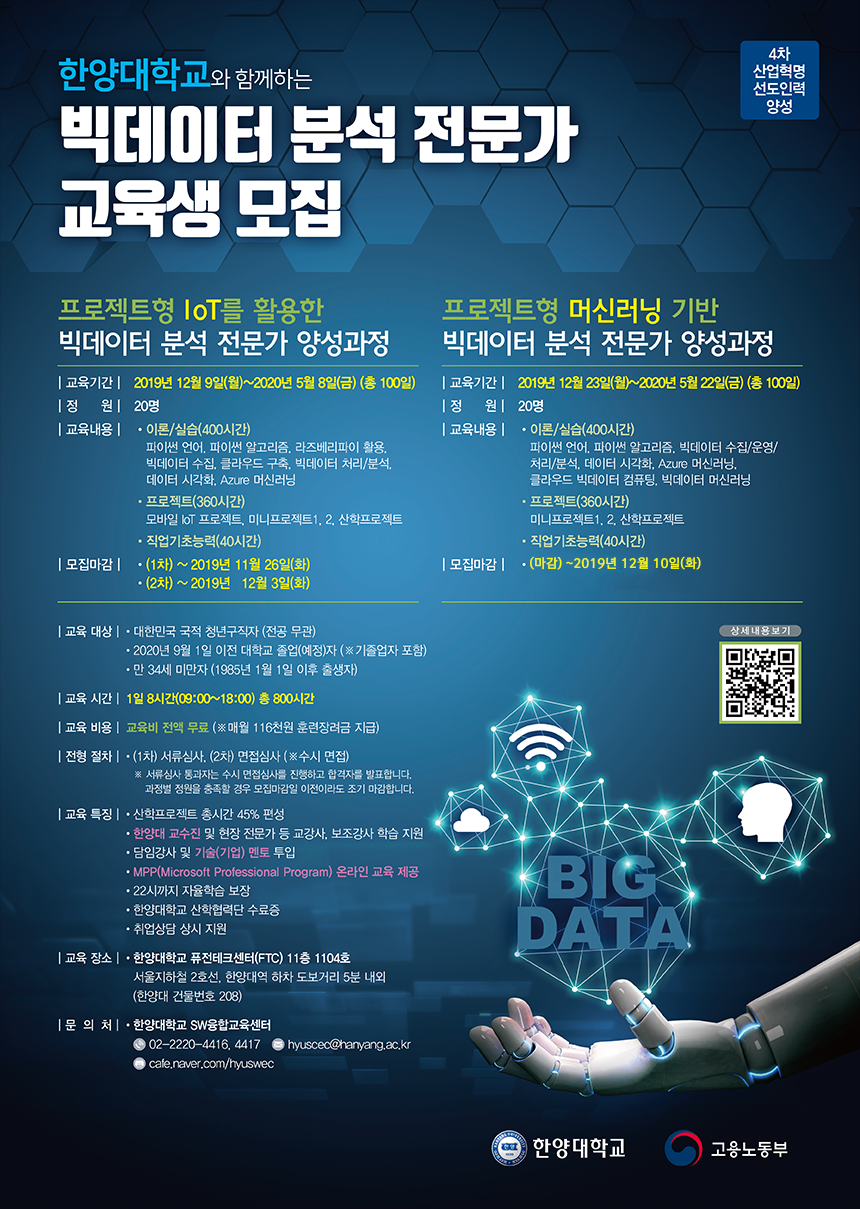 한양대학교와 함께하는
빅데이터 분석 전문가
교육생 모집
4차
산업혁명
선도인력
양성
프로젝트형 IoT를 활용한
빅데이터 분석 전문가 양성과정
| 교육기간 | 2019년 12월 9일(월)~2020년 5월 8일(금) (총 100일)
| 정 원 | 20명
| 교육내용 | • 이론/실습(400시간)
파이썬 언어, 파이썬 알고리즘, 라즈베리파이 활용,
빅데이터 수집, 클라우드 구축, 빅데이터 처리/분석,
데이터 시각화, Azure 머신러닝
• 프로젝트(360시간)
모바일 IoT 프로젝트, 미니프로젝트1, 2, 산학프로젝트
• 직업기초능력(40시간)
| 모집마감 | • (1차) ~ 2019년 11월 26일(화)
• (2차) ~ 2019년 12월 3일(화)
프로젝트형 머신러닝 기반
빅데이터 분석 전문가 양성과정
| 교육기간 | 2019년 12월 23일(월)~2020년 5월 22일(금) (총 100일)
| 정 원 | 20명
| 교육내용 | • 이론/실습(400시간)
파이썬 언어, 파이썬 알고리즘, 빅데이터 수집/운영/
처리/분석, 데이터 시각화, Azure 머신러닝,
클라우드 빅데이터 컴퓨팅, 빅데이터 머신러닝
• 프로젝트(360시간)
미니프로젝트1, 2, 산학프로젝트
• 직업기초능력(40시간)
| 모집마감 | • (마감) ~2019년 12월 10일(화)
| 교육 대상 | • 대한민국 국적 청년구직자 (전공 무관)
• 2020년 9월 1일 이전 대학교 졸업(예정)자 (※기졸업자 포함)
• 만 34세 미만자 (1985년 1월 1일 이후 출생자)
| 교육 시간 | 1일 8시간(09:00~18:00) 총 800시간
| 교육 비용 | 교육비 전액 무료 (※매월 116천원 훈련장려금 지급)
| 전형 절차 | • (1차) 서류심사, (2차) 면접심사 (※수시 면접)
※ 서류심사 통과자는 수시 면접심사를 진행하고 합격자를 발표합니다.
과정별 정원을 충족할 경우 모집마감일 이전이라도 조기 마감합니다.
| 교육 특징 | • 산학프로젝트 총시간 45% 편성
• 한양대 교수진 및 현장 전문가 등 교강사, 보조강사 학습 지원
• 담임강사 및 기술(기업) 멘토 투입
• MPP(Microsoft Professional Program) 온라인 교육 제공
• 22시까지 자율학습 보장
• 한양대학교 산학협력단 수료증
• 취업상담 상시 지원
| 교육 장소 | • 한양대학교 퓨전테크센터(FTC) 11층 1104호
서울지하철 2호선, 한양대역 하차 도보거리 5분 내외
(한양대 건물번호 208)
| 문 의 처 | • 한양대학교 SW융합교육센터
02-2220-4416, 4417 hyuscec@hanyang.ac.kr
cafe.naver.com/hyuswec
상세내용보기
BIG
DATA
한양대학교
고용노동부